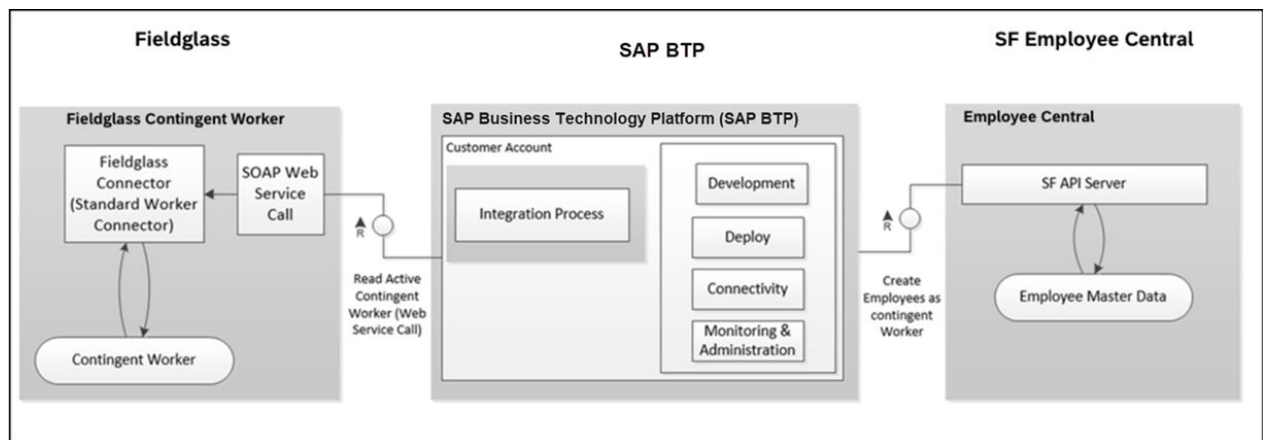 Fieldglass
SAP BTP
SF Employee Central
Fieldglass Contingent Worker
Fieldglass
Connector
(Standard Worker
Connector)
SOAP Web
Service
Call
Contingent Worker
R
Read Active
Contingent
Worker (Web
Service Call)
SAP Business Technology Platform (SAP BTP)
Customer Account
Integration Process
Development
Deploy
Connectivity
Monitoring &
Administration
R
Create
Employees as
contingent
Worker
Employee Central
SF API Server
Employee Master Data